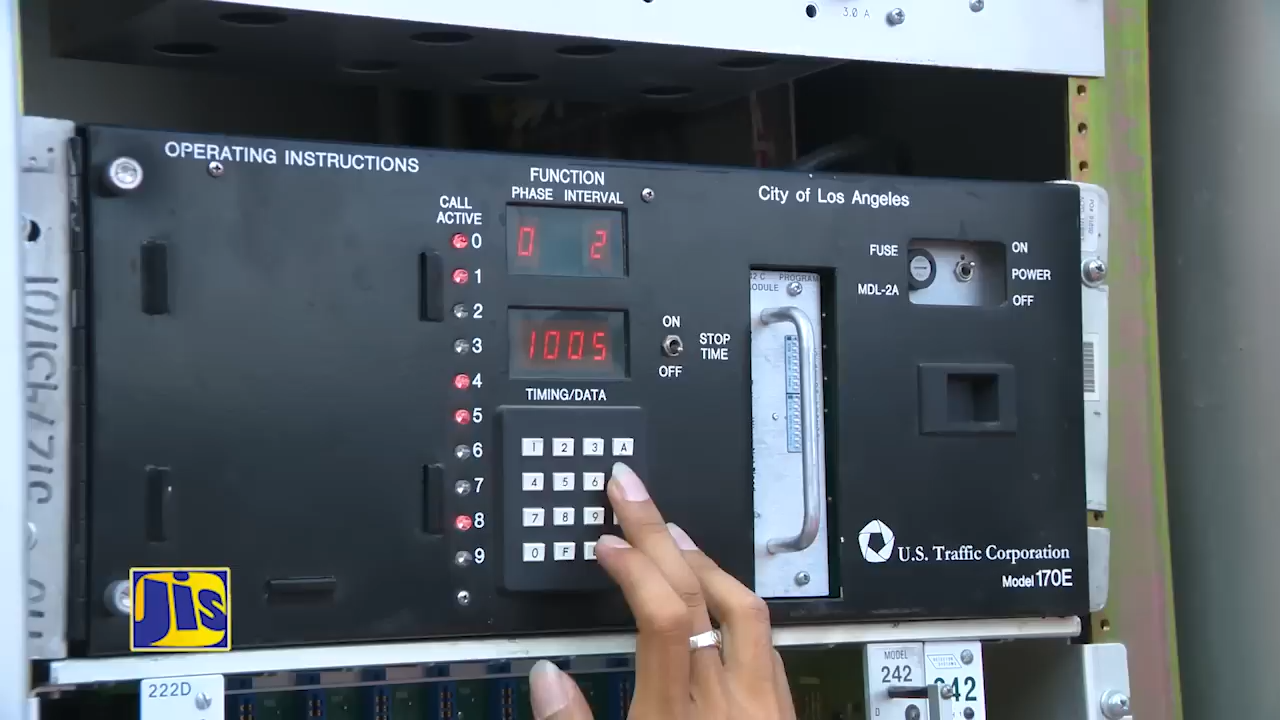 3.0 A
OPERATING INSTRUCTIONS
FUNCTION
PHASE INTERVAL
CALL
ACTIVE
0
1
2
3
4
5
6
7
8
9
0 2
1005
TIMING/DATA
1 2 3 A
4 5 6
7 8 9
0 F
ON
STOP
TIME
OFF
City of Los Angeles
PROGRAM
MODULE
FUSE
MDL-2A
ON
POWER
OFF
U.S. Traffic Corporation
Model 170E
jis
222D
MODEL
242
242